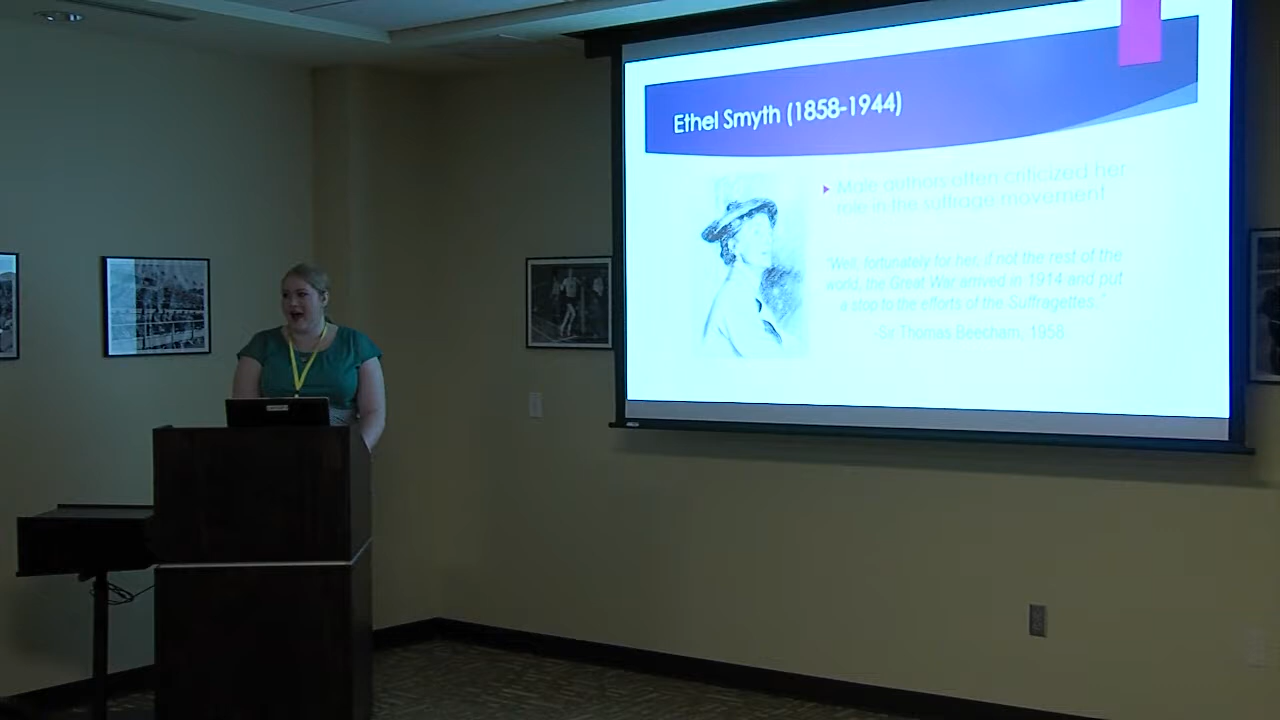 Ethel Smyth (1858-1944)
Male authors often criticized her
role in the suffrage movement
"Well, fortunately for her, if not the rest of the
world, the Great War arrived in 1914 and put
a stop to the efforts of the Suffragettes."
-Sir Thomas Beecham, 1958